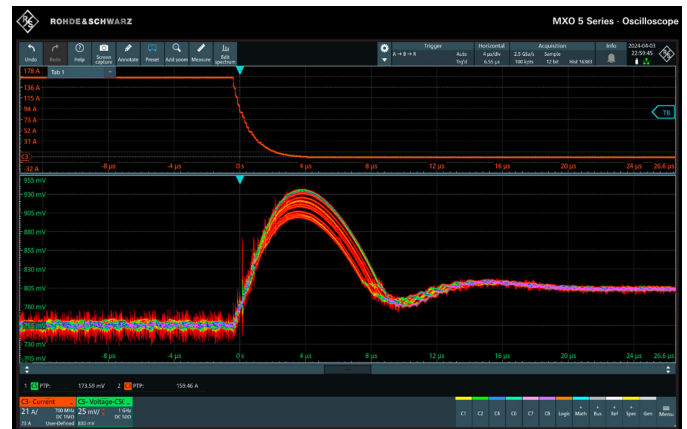 ROHDE&SCHWARZ
MXO 5 Series · Oscilloscope
Undo Redo Help Screen capture Annotate Preset Add zoom Measure Edit spectrum
Trigger Horizontal Acquisition Info 2024-04-03
A → B → R Auto 4 µs/div 2.5 GSa/s Sample 22:59:45
Trg'd 6.55 µs 100 kpts 12 bit Hist 16383
178 A Tab 1
136 A
115 A
94 A
73 A
52 A
31 A
C3
-32 A -8 µs -4 µs 0 s 4 µs 8 µs 12 µs 16 µs 20 µs 24 µs 26.6 µs
TB
955 mV
930 mV
905 mV
880 mV
855 mV
830 mV
805 mV
780 mV
730 mV
705 mV -8 µs -4 µs 0 s 4 µs 8 µs 12 µs 16 µs 20 µs 24 µs 26.6 µs
1 C5 PTP: 173.59 mV 2 C3 PTP: 159.46 A
C3- Current C5- Voltage-CSC
21 A/ 700 MHz 25 mV/ 1 GHz
DC 1MΩ DC 50Ω
73 A User-Defined 830 mV
C1 C2 C4 C6 C7 C8 Logic Math Bus Ref Spec Gen Menu